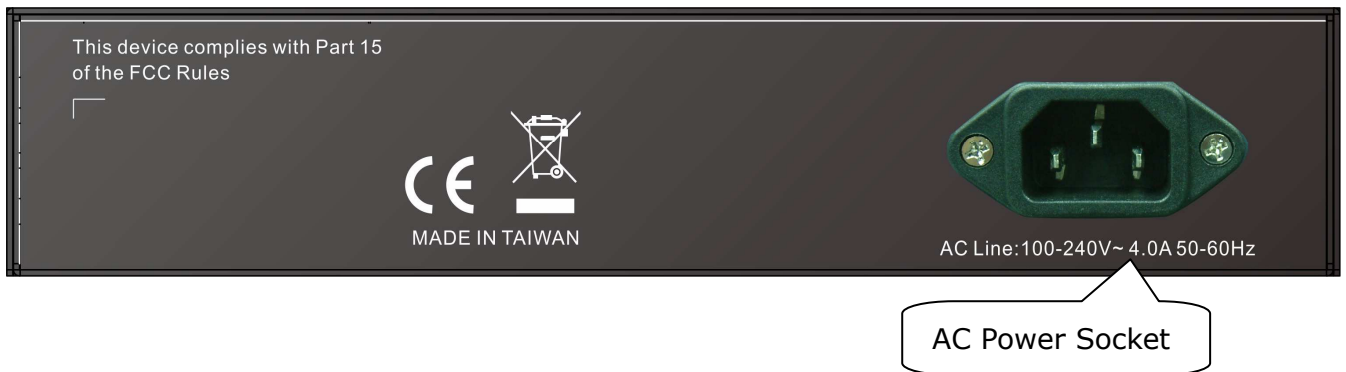 This device complies with Part 15
of the FCC Rules
CE
MADE IN TAIWAN
AC Line:100-240V~ 4.0A 50-60Hz
AC Power Socket